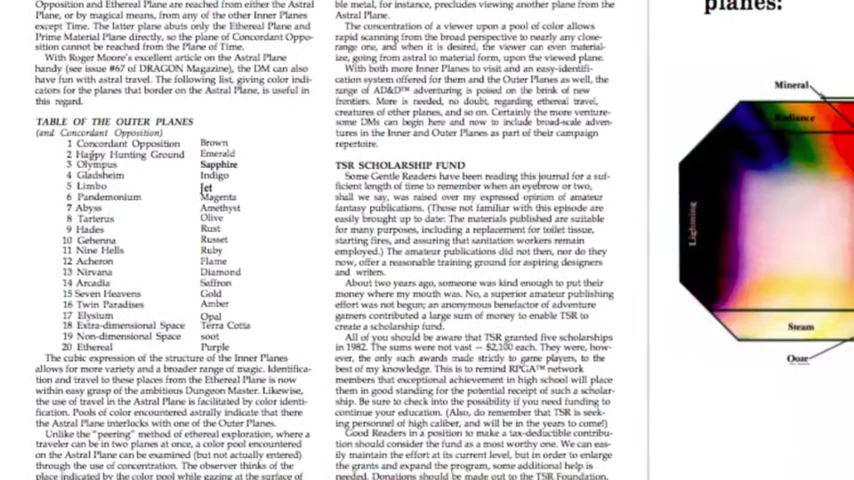 Opposition and Ethereal Plane are reached from either the Astral
Plane, or by magical means, from any of the other Inner Planes
except Time. The latter plane abuts only the Ethereal Plane and
Prime Material Plane directly, so the plane of Concordant Oppo-
sition cannot be reached from the Plane of Time.
With Roger Moore's excellent article on the Astral Plane
handy (see issue #67 of DRAGON Magazine), the DM can also
have fun with astral travel. The following list, giving color indi-
cators for the planes that border on the Astral Plane, is useful in
this regard.
TABLE OF THE OUTER PLANES
(and Concordant Opposition)
1 Concordant Opposition Brown
2 Happy Hunting Ground Emerald
3 Olympus Sapphire
4 Gladsheim Indigo
5 Limbo Jet
6 Pandemonium Magenta
7 Abyss Amethyst
8 Tarterus Olive
9 Hades Rust
10 Gehenna Russet
11 Nine Hells Ruby
12 Acheron Flame
13 Nirvana Diamond
14 Arcadia Saffron
15 Seven Heavens Gold
16 Twin Paradises Amber
17 Elysium Opal
18 Extra-dimensional Space Terra Cotta
19 Non-dimensional Space soot
20 Ethereal Purple
The cubic expression of the structure of the Inner Planes
allows for more variety and a broader range of magic. Identifica-
tion and travel to these places from the Ethereal Plane is now
within easy grasp of the ambitious Dungeon Master. Likewise,
the use of travel in the Astral Plane is facilitated by color identi-
fication. Pools of color encountered astrally indicate that there
the Astral Plane interlocks with one of the Outer Planes.
Unlike the "peering" method of ethereal exploration, where a
traveler can be in two planes at once, a color pool encountered
on the Astral Plane can be examined (but not actually entered)
through the use of concentration. The observer thinks of the
place indicated by the color pool while gazing at the surface of
ble metal, for instance, precludes viewing another plane from the
Astral Plane.
The concentration of a viewer upon a pool of color allows
rapid scanning from the broad perspective to nearly any close-
range one, and when it is desired, the viewer can even material-
ize, going from astral to material form, upon the viewed plane.
With both more Inner Planes to visit and an easy-identifi-
cation system offered for them and the Outer Planes as well, the
range of AD&D™ adventuring is poised on the brink of new
frontiers. More is needed, no doubt, regarding ethereal travel,
creatures of other planes, and so on. Certainly the more venture-
some DMs can begin here and now to include broad-scale adven-
tures in the Inner and Outer Planes as part of their campaign
repertoire.
TSR SCHOLARSHIP FUND
Some Gentle Readers have been reading this journal for a suf-
ficient length of time to remember when an eyebrow or two,
shall we say, was raised over my expressed opinion of amateur
fantasy publications. (Those not familiar with this episode are
easily brought up to date: The materials published are suitable
for many purposes, including a replacement for toilet tissue,
starting fires, and assuring that sanitation workers remain
employed.) The amateur publications did not then, nor do they
now, offer a reasonable training ground for aspiring designers
and writers.
About two years ago, someone was kind enough to put their
money where my mouth was. No, a superior amateur publishing
effort was not begun; an anonymous benefactor of adventure
gamers contributed a large sum of money to enable TSR to
create a scholarship fund.
All of you should be aware that TSR granted five scholarships
in 1982. The sums were not vast — $2,100 each. They were, how-
ever, the only such awards made strictly to game players, to the
best of my knowledge. This is to remind RPGA™ network
members that exceptional achievement in high school will place
them in good standing for the potential receipt of such a scholar-
ship. Be sure to check into the possibility if you need funding to
continue your education. (Also, do remember that TSR is seek-
ing personnel of high caliber, and will be in the years to come!)
Good Readers in a position to make a tax-deductible contribu-
tion should consider the fund as a most worthy one. We can eas-
ily maintain the effort at its current level, but in order to enlarge
the grants and expand the program, some additional help is
needed. Donations should be made out to the TSR Foundation,
planes:
Mineral
Radiance
Lightning
Steam
Ooze